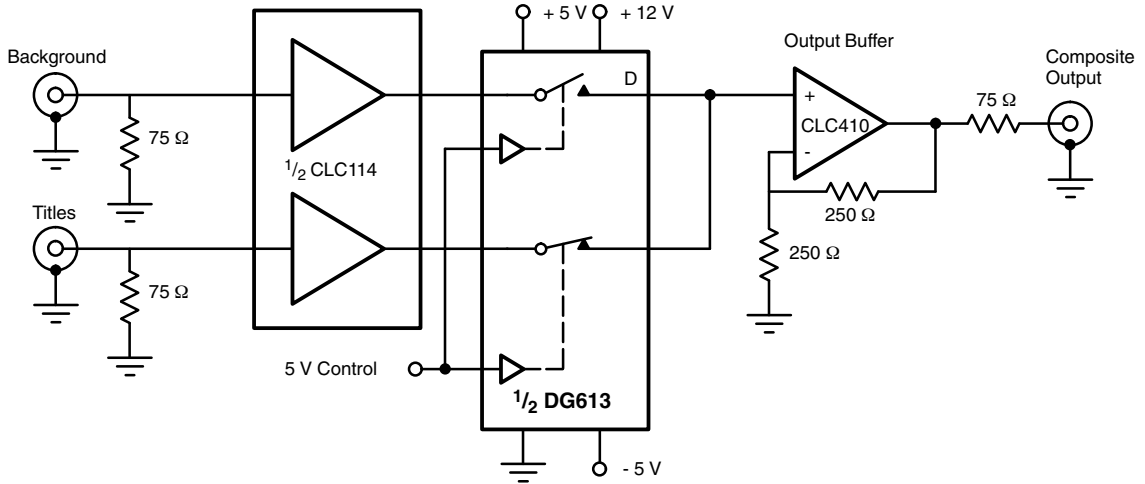 + 5 V
+ 12 V
Background
Output Buffer
Composite
Output
D
75 Ω
+
CLC410
-
75 Ω
1/2 CLC114
Titles
250 Ω
250 Ω
75 Ω
5 V Control
1/2 DG613
- 5 V